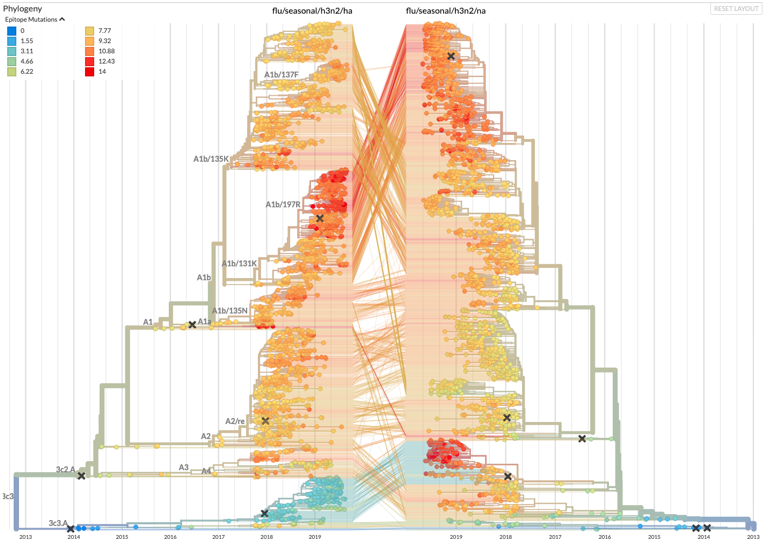 Phylogeny
flu/seasonal/h3n2/ha
flu/seasonal/h3n2/na
RESET LAYOUT
Epitope Mutations
0
7.77
1.55
9.32
3.11
10.88
4.66
12.43
6.22
14
A1b/137F
A1b/135K
A1b/197R
A1b/131K
A1b
A1b/135N
A1
A1a
A2/re
A2
A3
A4
3c2.A
3c3
3c3.A
2013 2014 2015 2016 2017 2018 2019 2019 2018 2017 2016 2015 2014 2013